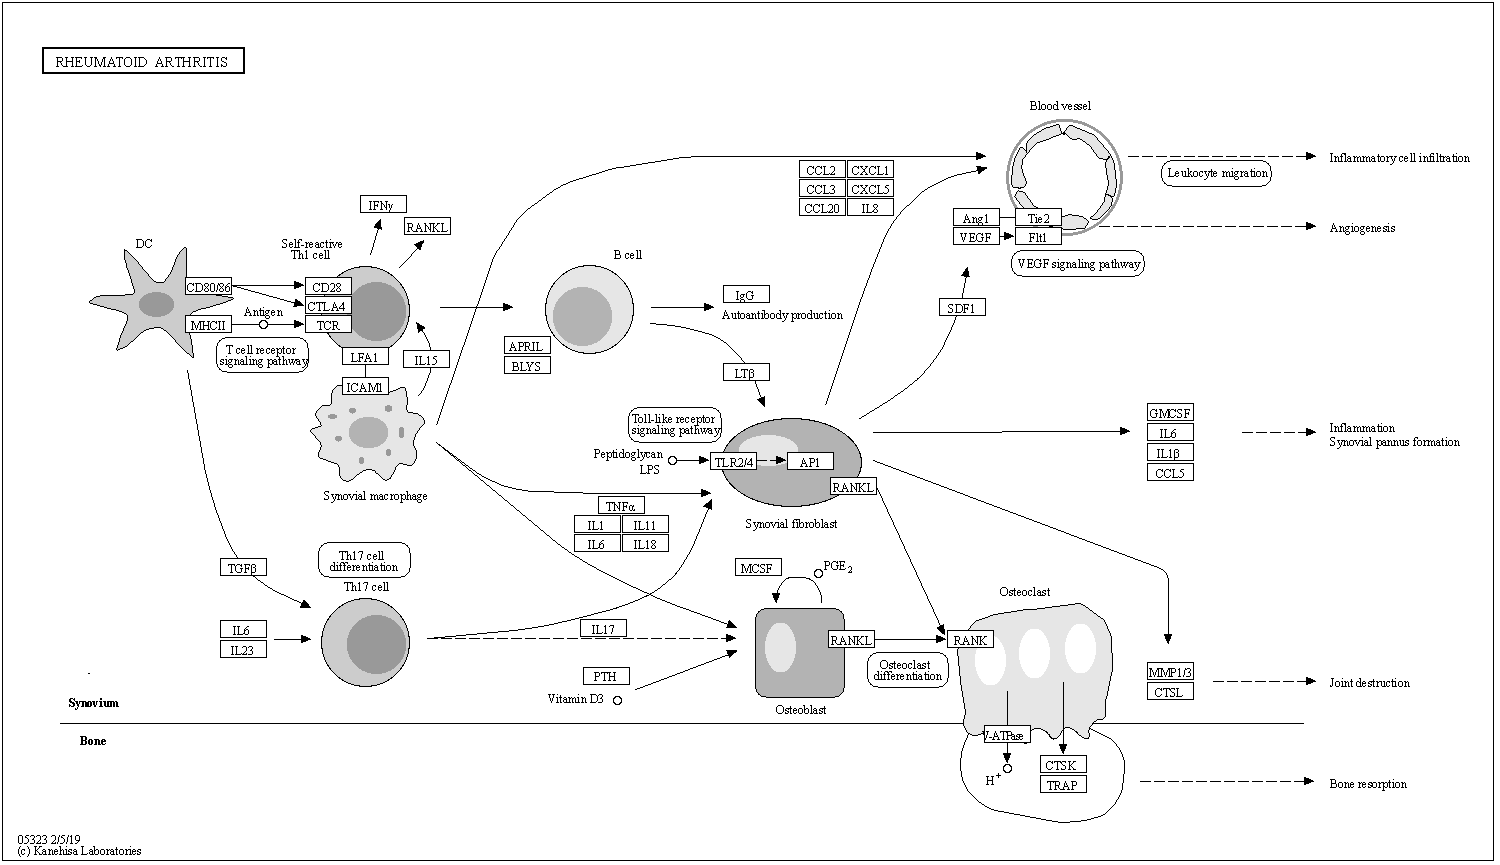 RHEUMATOID ARTHRITIS
Blood vessel
CCL2
CXCL1
CCL3
CXCL5
CCL20
IL8
Inflammatory cell infiltration
Leukocyte migration
Ang1
Tie2
VEGF
Flt1
Angiogenesis
VEGF signaling pathway
IFNγ
RANKL
DC
Self-reactive
Th1 cell
B cell
CD80/86
CD28
CTLA4
Antigen
MHCII
TCR
T cell receptor
signaling pathway
LFA1
IL15
ICAM1
Synovial macrophage
IgG
Autoantibody production
APRIL
BLYS
LTβ
SDF1
Toll-like receptor
signaling pathway
Peptidoglycan
LPS
TLR2/4
AP1
RANKL
Synovial fibroblast
GMCSF
IL6
IL1β
CCL5
Inflammation
Synovial pannus formation
TNFα
IL1
IL11
IL6
IL18
TGFβ
Th17 cell
differentiation
Th17 cell
IL6
IL23
IL17
PTH
Vitamin D3
MCSF
PGE2
RANKL
Osteoblast
Osteoclast
RANK
Osteoclast
differentiation
MMP1/3
CTSL
Joint destruction
Synovium
Bone
V-ATPase
H+
CTSK
TRAP
Bone resorption
05323 2/5/19
(c) Kanehisa Laboratories